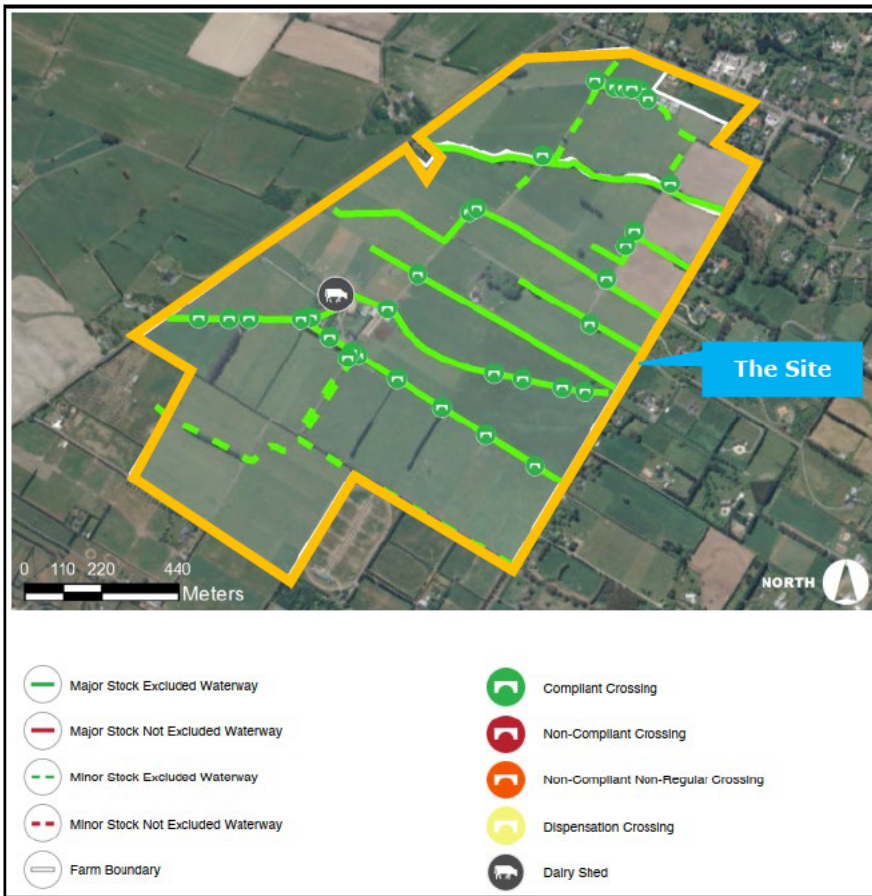 The Site
0 110 220 440
Meters
NORTH
Major Stock Excluded Waterway
Major Stock Not Excluded Waterway
Minor Stock Excluded Waterway
Minor Stock Not Excluded Waterway
Farm Boundary
Compliant Crossing
Non-Compliant Crossing
Non-Compliant Non-Regular Crossing
Dispensation Crossing
Dairy Shed